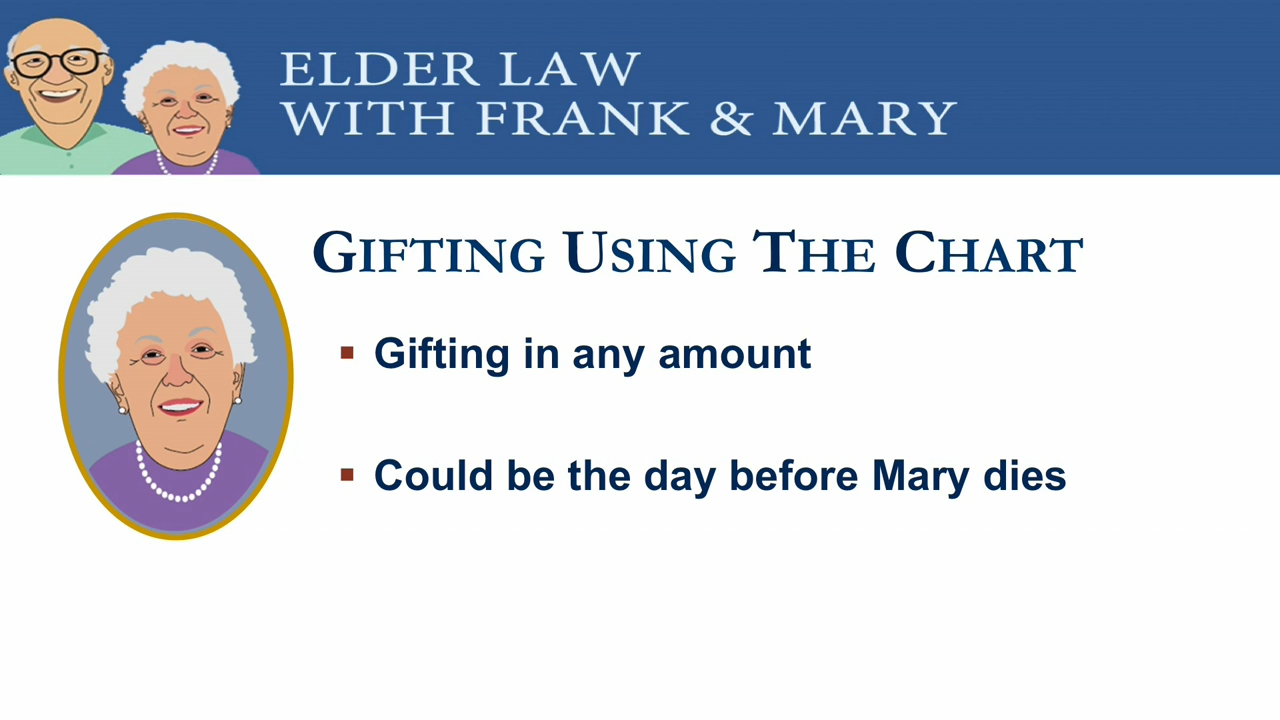 ELDER LAW
WITH FRANK & MARY
GIFTING USING THE CHART
▪ Gifting in any amount
▪ Could be the day before Mary dies